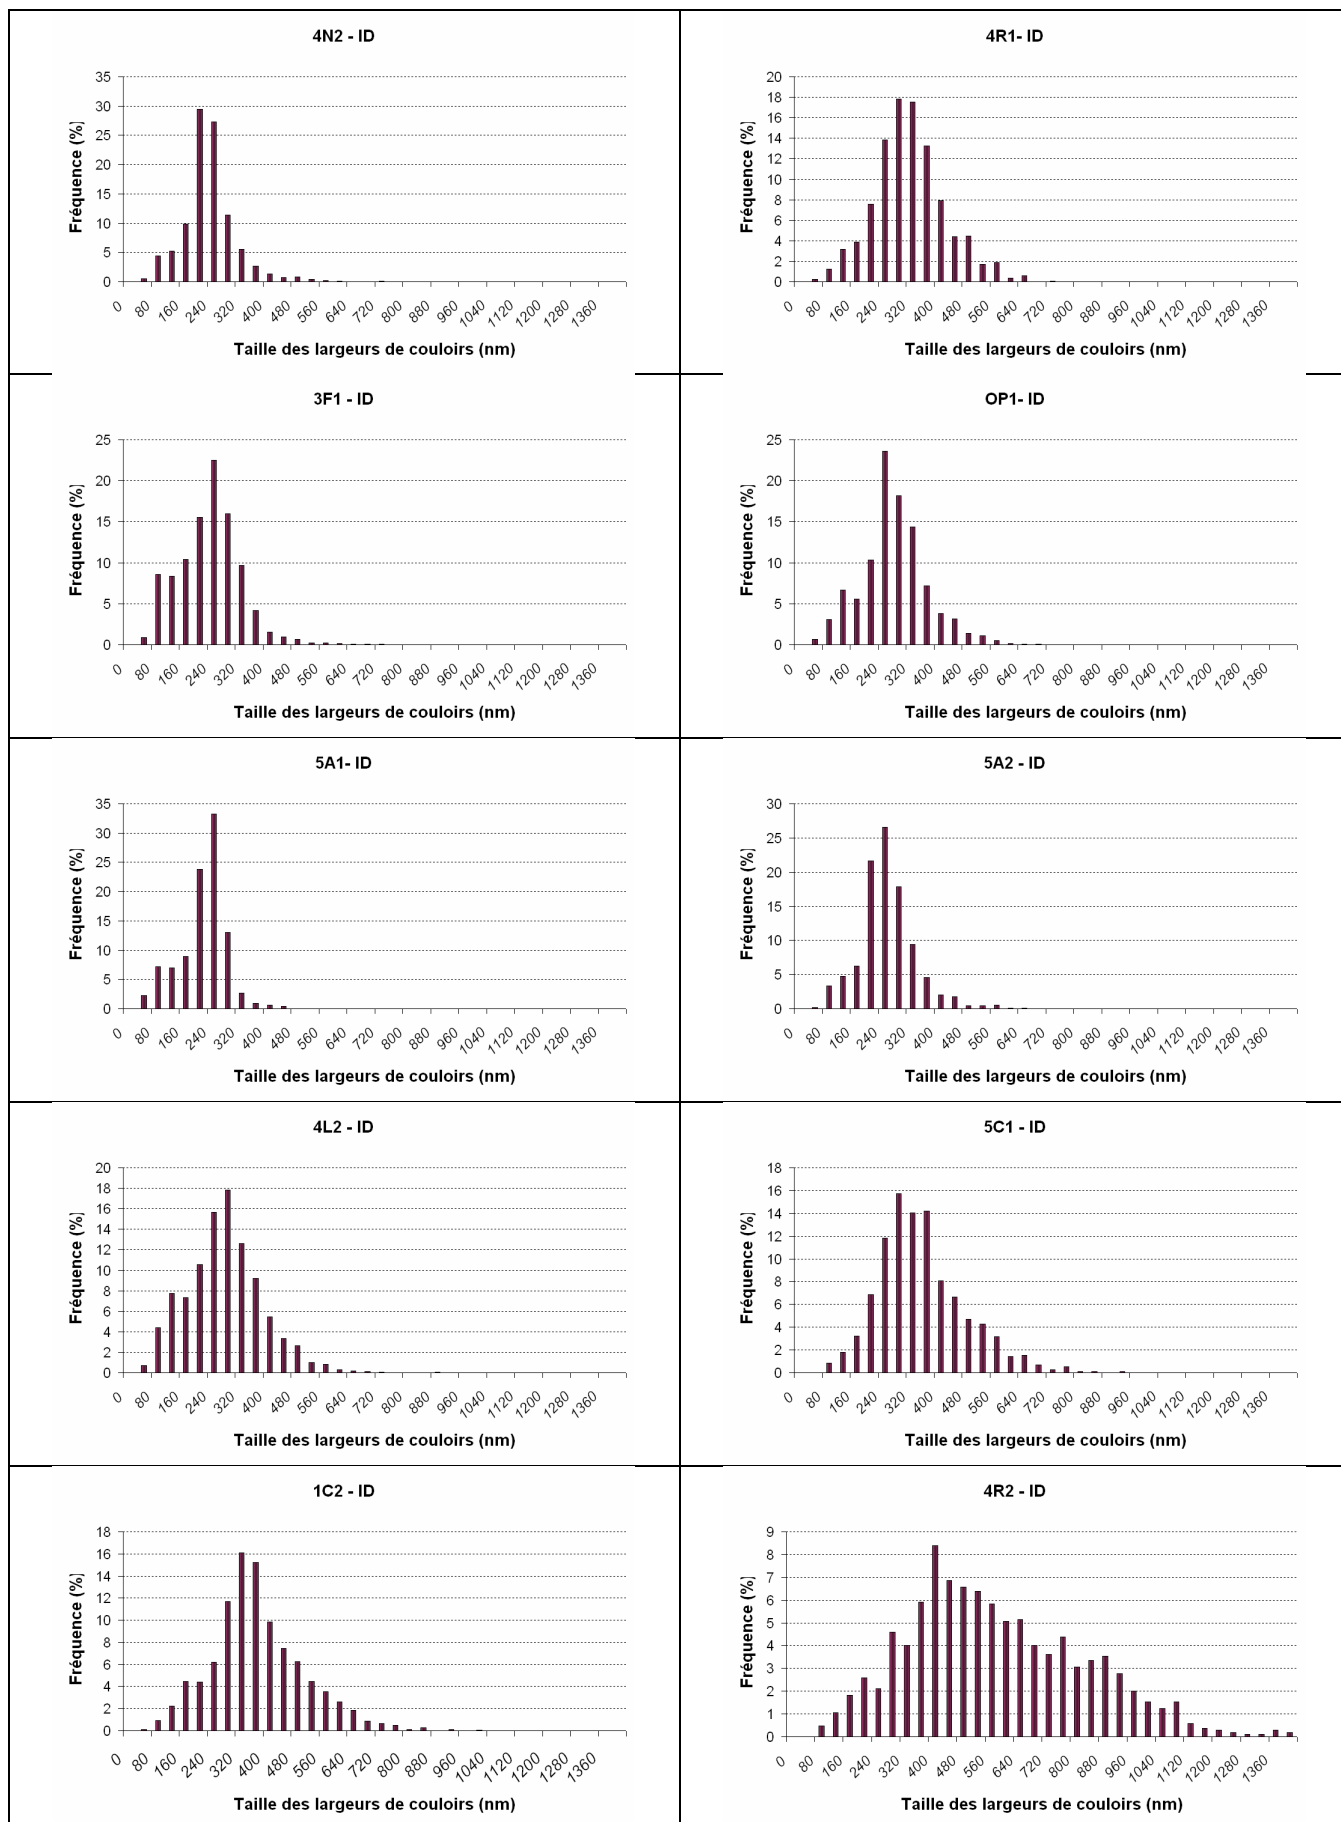 4N2 - ID
35
30
25
20
15
10
5
0
Fréquence (%)
0 80 160 240 320 400 480 560 640 720 800 880 960 1040 1120 1200 1280 1360
Taille des largeurs de couloirs (nm)
4R1- ID
20
18
16
14
12
10
8
6
4
2
0
Fréquence (%)
0 80 160 240 320 400 480 560 640 720 800 880 960 1040 1120 1200 1280 1360
Taille des largeurs de couloirs (nm)
3F1 - ID
25
20
15
10
5
0
Fréquence (%)
0 80 160 240 320 400 480 560 640 720 800 880 960 1040 1120 1200 1280 1360
Taille des largeurs de couloirs (nm)
OP1- ID
25
20
15
10
5
0
Fréquence (%)
0 80 160 240 320 400 480 560 640 720 800 880 960 1040 1120 1200 1280 1360
Taille des largeurs de couloirs (nm)
5A1- ID
35
30
25
20
15
10
5
0
Fréquence (%)
0 80 160 240 320 400 480 560 640 720 800 880 960 1040 1120 1200 1280 1360
Taille des largeurs de couloirs (nm)
5A2 - ID
30
25
20
15
10
5
0
Fréquence (%)
0 80 160 240 320 400 480 560 640 720 800 880 960 1040 1120 1200 1280 1360
Taille des largeurs de couloirs (nm)
4L2 - ID
20
18
16
14
12
10
8
6
4
2
0
Fréquence (%)
0 80 160 240 320 400 480 560 640 720 800 880 960 1040 1120 1200 1280 1360
Taille des largeurs de couloirs (nm)
5C1 - ID
18
16
14
12
10
8
6
4
2
0
Fréquence (%)
0 80 160 240 320 400 480 560 640 720 800 880 960 1040 1120 1200 1280 1360
Taille des largeurs de couloirs (nm)
1C2 - ID
18
16
14
12
10
8
6
4
2
0
Fréquence (%)
0 80 160 240 320 400 480 560 640 720 800 880 960 1040 1120 1200 1280 1360
Taille des largeurs de couloirs (nm)
4R2 - ID
9
8
7
6
5
4
3
2
1
0
Fréquence (%)
0 80 160 240 320 400 480 560 640 720 800 880 960 1040 1120 1200 1280 1360
Taille des largeurs de couloirs (nm)